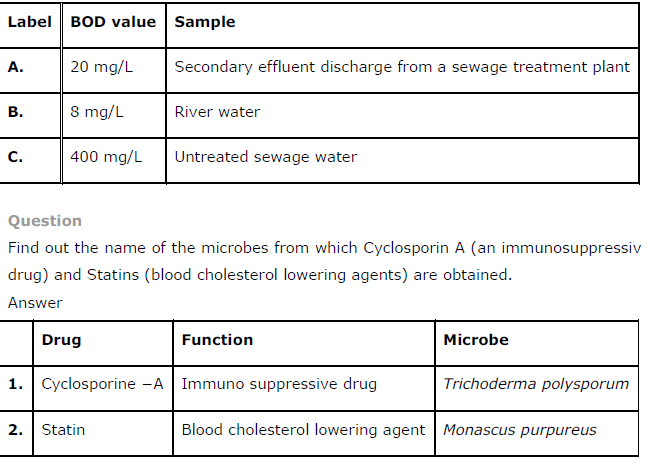 Label BOD value Sample
A. 20 mg/L Secondary effluent discharge from a sewage treatment plant
B. 8 mg/L River water
C. 400 mg/L Untreated sewage water
Question
Find out the name of the microbes from which Cyclosporin A (an immunosuppressiv
drug) and Statins (blood cholesterol lowering agents) are obtained.
Answer
Drug Function Microbe
1. Cyclosporine −A Immuno suppressive drug Trichoderma polysporum
2. Statin Blood cholesterol lowering agent Monascus purpureus